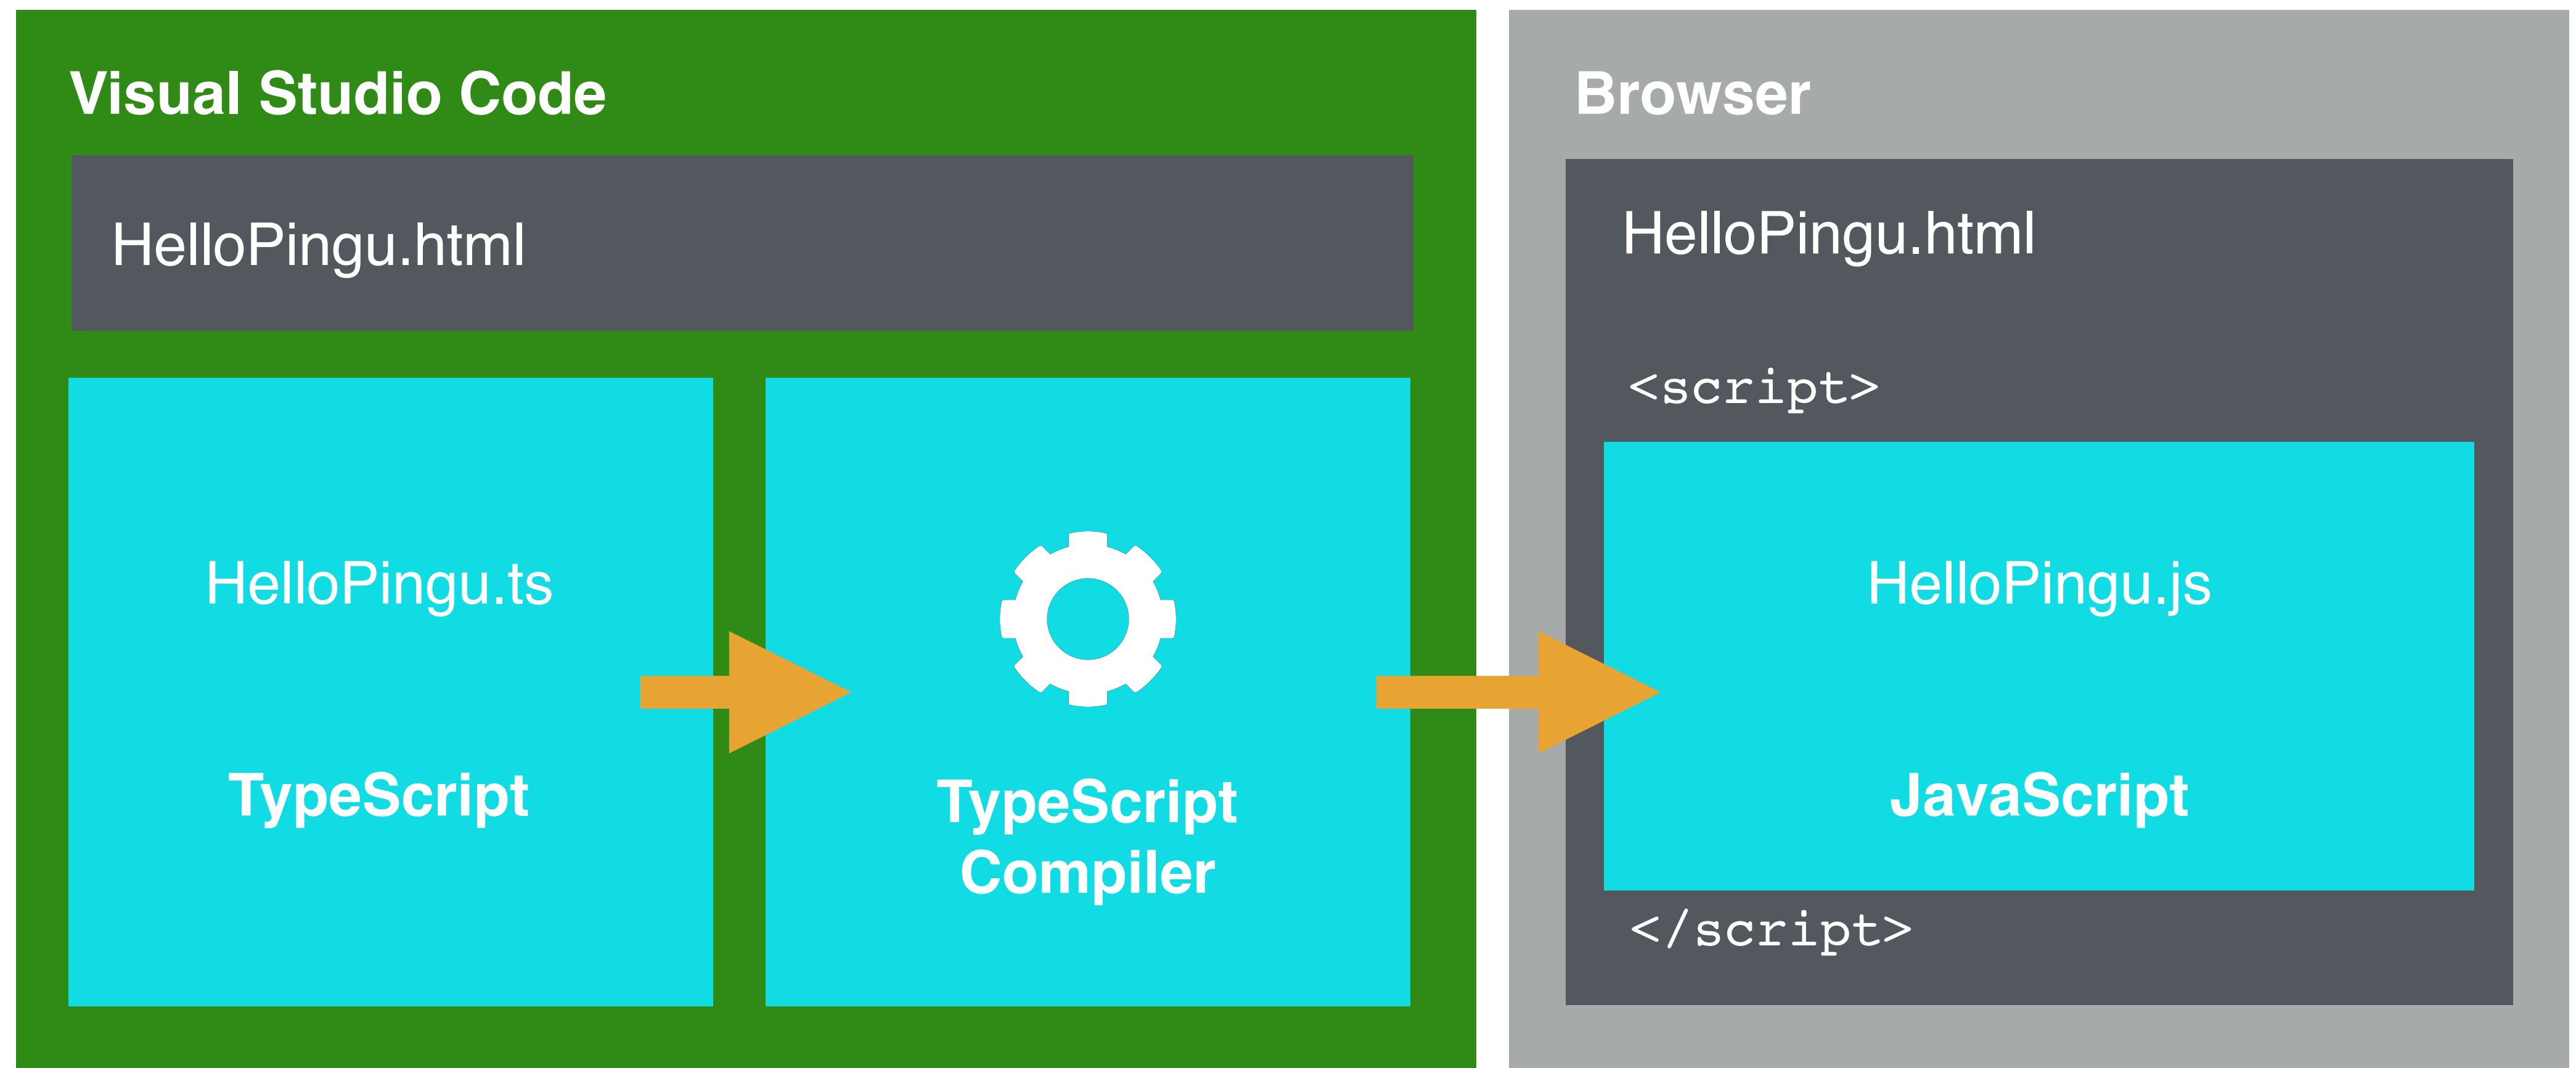 Visual Studio Code
HelloPingu.html
HelloPingu.ts
TypeScript
TypeScript
Compiler
Browser
HelloPingu.html
<script>
HelloPingu.js
JavaScript
</script>